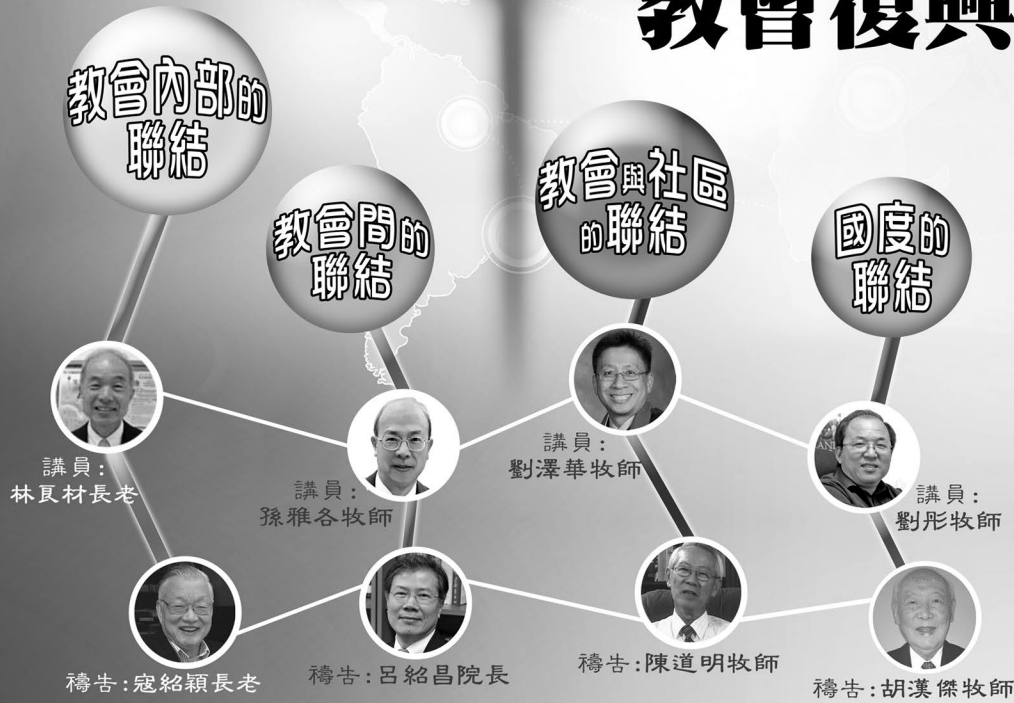 教會復興
教會內部的
聯結
教會間的
聯結
教會與社區
的聯結
國度的
聯結
講員:
林良材長老
講員:
孫雅各牧師
講員:
劉澤華牧師
講員:
劉彤牧師
禱告:寇紹穎長老
禱告:呂紹昌院長
禱告:陳道明牧師
禱告:胡漢傑牧師